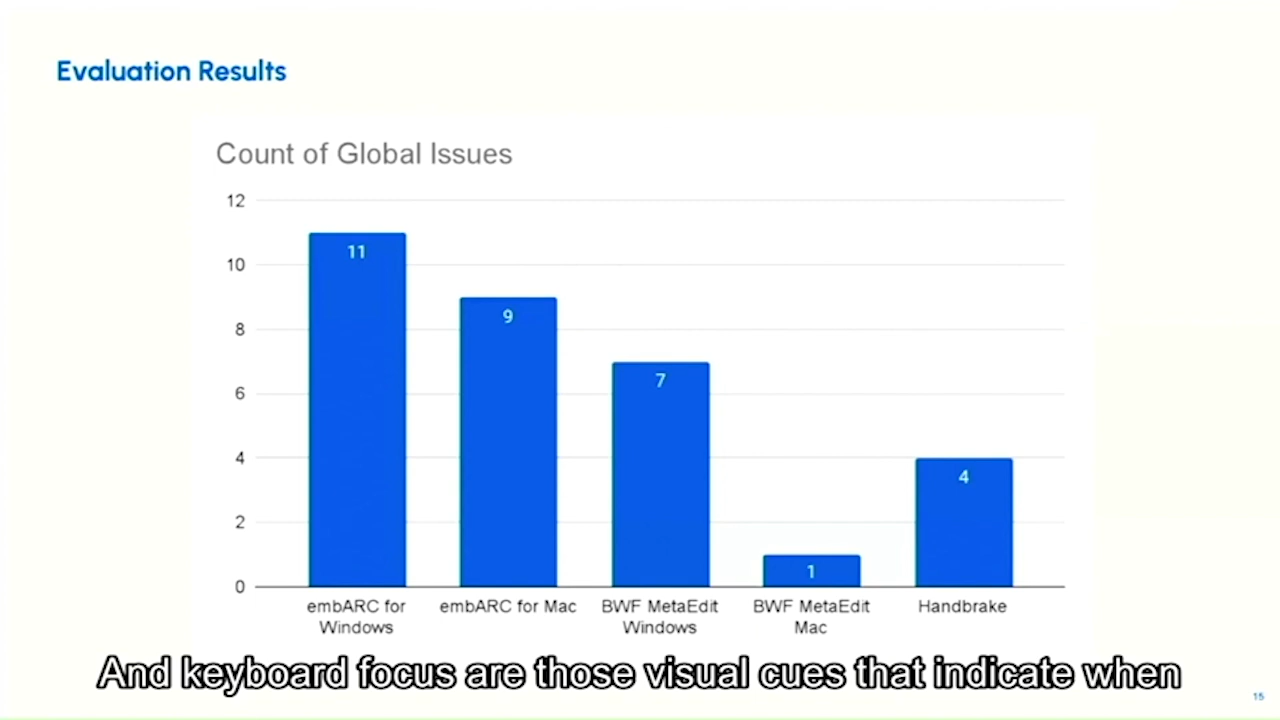 Evaluation Results
Count of Global Issues
12
10
8
6
4
2
0
11
9
7
1
4
embARC for Windows
embARC for Mac
BWF MetaEdit Windows
BWF MetaEdit Mac
Handbrake
And keyboard focus are those visual cues that indicate when
15